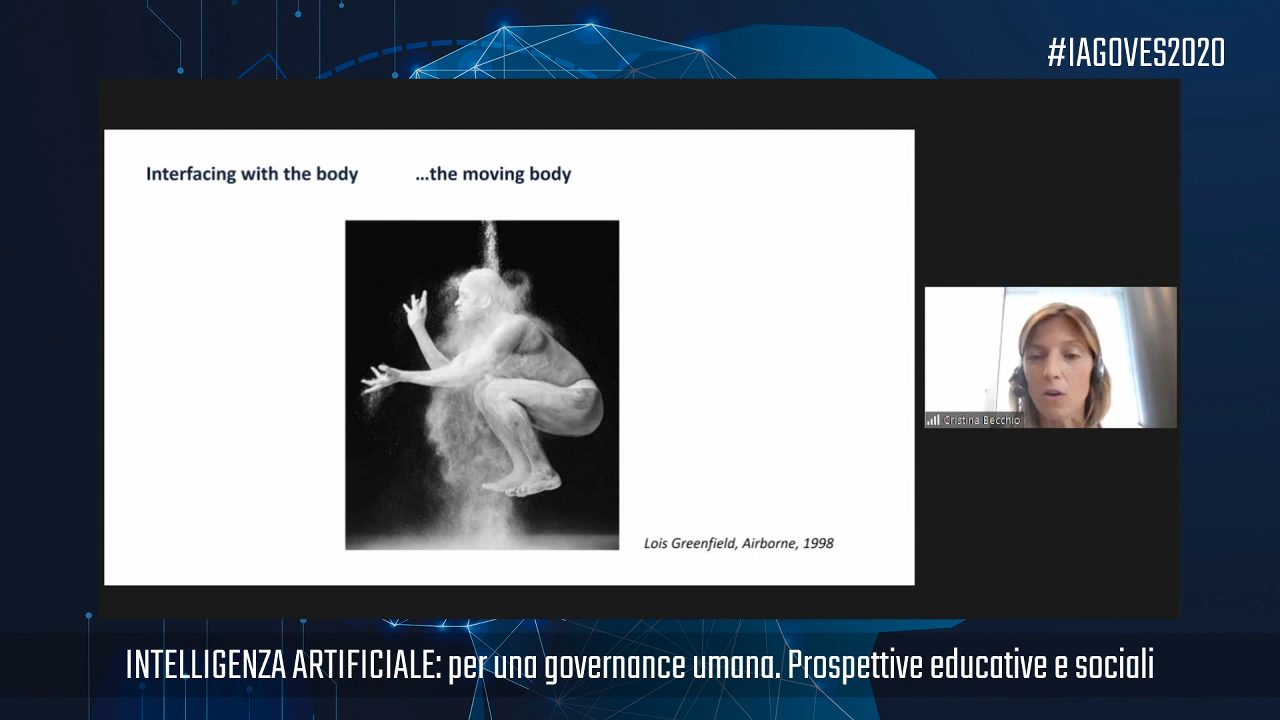 #IAGOVES2020
Interfacing with the body ...the moving body
Lois Greenfield, Airborne, 1998
Cristina Becchio
INTELLIGENZA ARTIFICIALE: per una governance umana. Prospettive educative e sociali